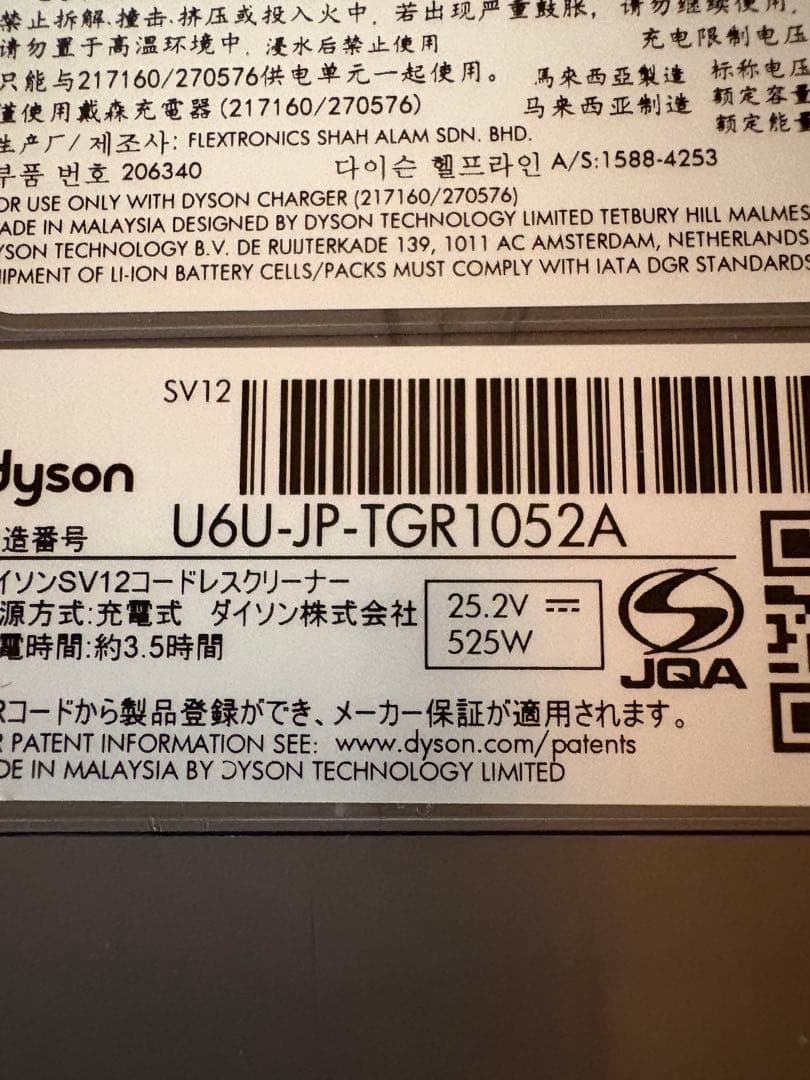 禁止拆解.撞击.挤压或投入火中. 若出现严重鼓胀, 请勿继续使用.
请勿置于高温环境中. 浸水后禁止使用
充电限制电压
只能与217160/270576供电单元一起使用。 馬來西亞製造 标称电压
僅使用戴森充電器(217160/270576) 马来西亚制造 额定容量
额定能量
生产厂/制造商: FLEXTRONICS SHAH ALAM SDN. BHD.
부품 번호 206340 다이슨 헬프라인 A/S:1588-4253
OR USE ONLY WITH DYSON CHARGER (217160/270576)
ADE IN MALAYSIA DESIGNED BY DYSON TECHNOLOGY LIMITED TETBURY HILL MALMES
YSON TECHNOLOGY B.V. DE RUIJTERKADE 139, 1011 AC AMSTERDAM, NETHERLANDS
IPMENT OF LI-ION BATTERY CELLS/PACKS MUST COMPLY WITH IATA DGR STANDARDS
SV12
dyson
造番号 U6U-JP-TGR1052A
イソンSV12コードレスクリーナー
源方式:充電式 ダイソン株式会社
電時間:約3.5時間
25.2V
525W
JQA
Rコードから製品登録ができ、メーカー保証が適用されます。
R PATENT INFORMATION SEE: www.dyson.com/patents
DE IN MALAYSIA BY DYSON TECHNOLOGY LIMITED